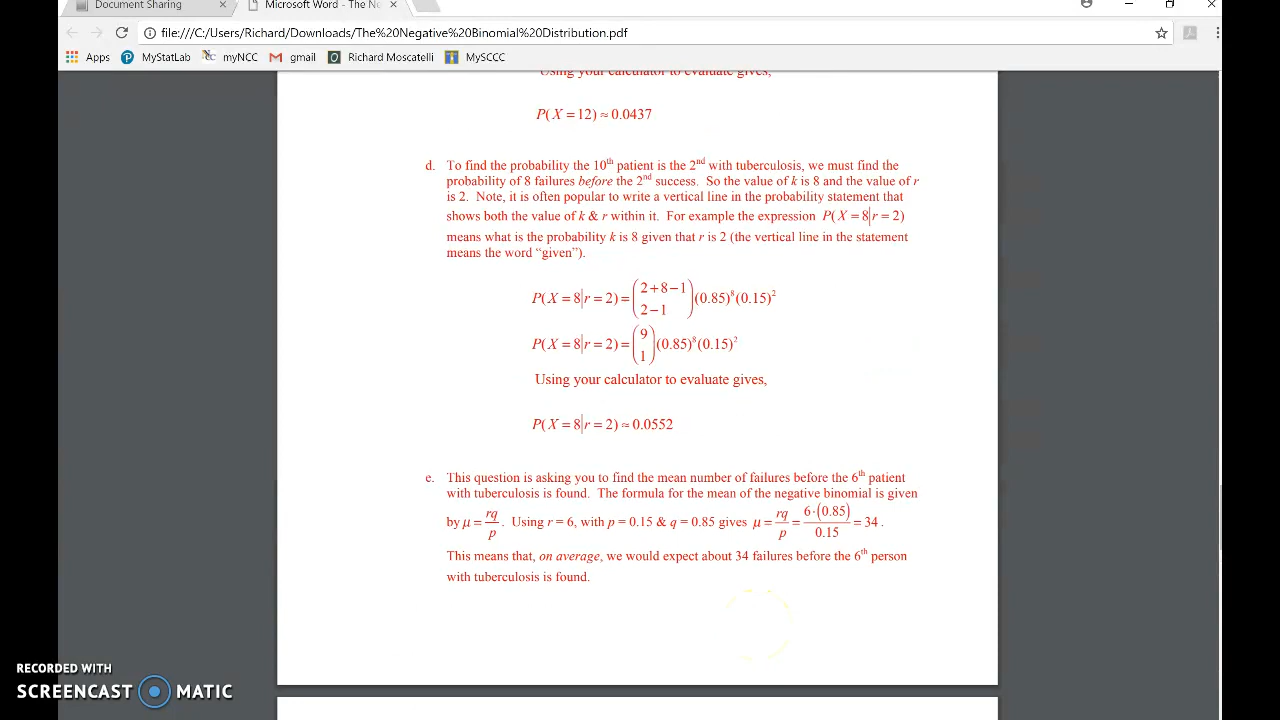 Document Sharing × Microsoft Word - The Ne ×
file:///C:/Users/Richard/Downloads/The%20Negative%20Binomial%20Distribution.pdf
Apps MyStatLab myNCC gmail Richard Moscatelli MySCCC
Using your calculator to evaluate gives,
P( X = 12) ≈ 0.0437
d. To find the probability the 10th patient is the 2nd with tuberculosis, we must find the
probability of 8 failures before the 2nd success. So the value of k is 8 and the value of r
is 2. Note, it is often popular to write a vertical line in the probability statement that
shows both the value of k & r within it. For example the expression P( X = 8|r = 2)
means what is the probability k is 8 given that r is 2 (the vertical line in the statement
means the word “given”).
P( X = 8|r = 2) = (2 + 8 − 1 / 2 − 1)(0.85)^8(0.15)^2
P( X = 8|r = 2) = (9 / 1)(0.85)^8(0.15)^2
Using your calculator to evaluate gives,
P( X = 8|r = 2) ≈ 0.0552
e. This question is asking you to find the mean number of failures before the 6th patient
with tuberculosis is found. The formula for the mean of the negative binomial is given
by μ = rq/p . Using r = 6, with p = 0.15 & q = 0.85 gives μ = rq/p = 6·(0.85)/0.15 = 34 .
This means that, on average, we would expect about 34 failures before the 6th person
with tuberculosis is found.
RECORDED WITH
SCREENCAST MATIC